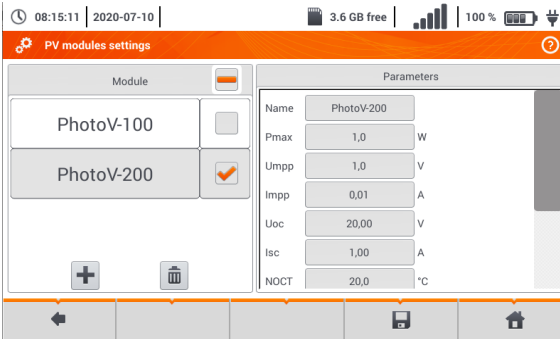 08:15:11 2020-07-10 3.6 GB free 100 %
PV modules settings ?
Module
PhotoV-100
PhotoV-200
Parameters
Name PhotoV-200
Pmax 1,0 W
Umpp 1,0 V
Impp 0,01 A
Uoc 20,00 V
Isc 1,00 A
NOCT 20,0 °C